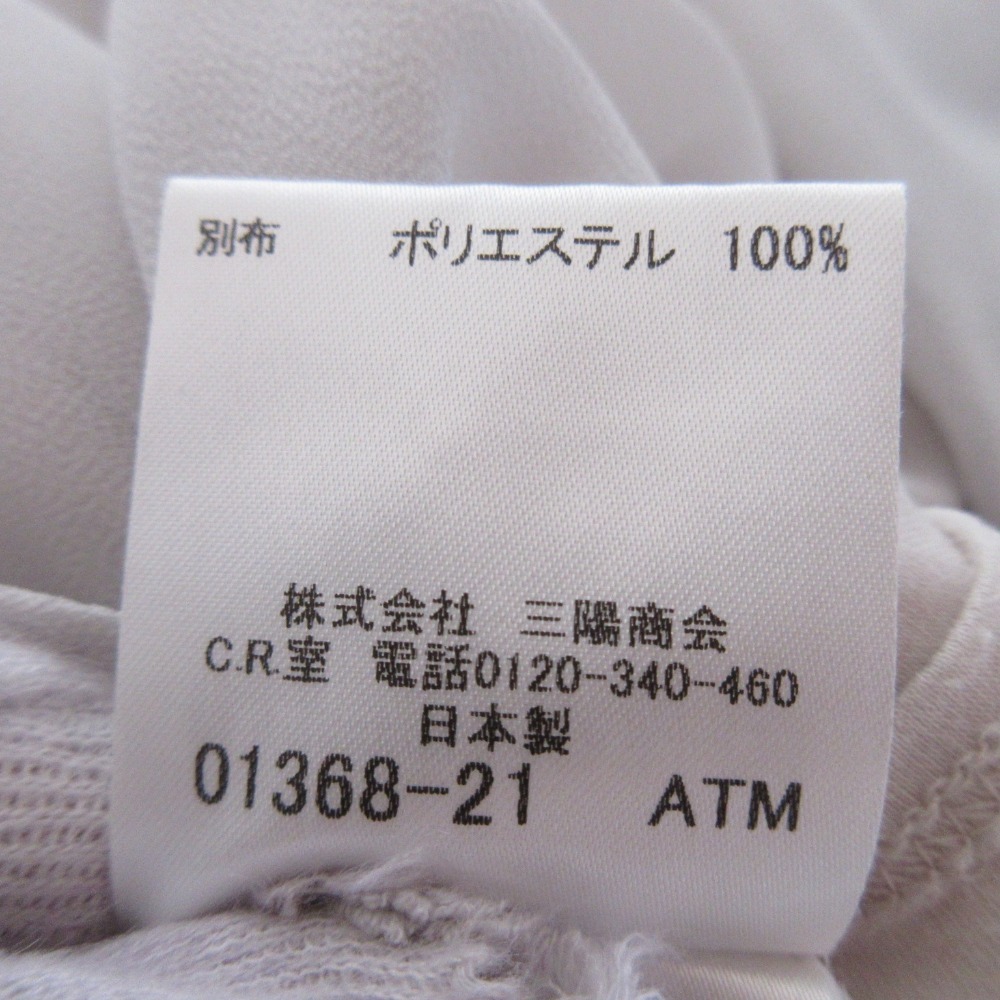 別布 ポリエステル 100%
株式会社 三陽商会
C.R.室 電話0120-340-460
日本製
01368-21 ATM